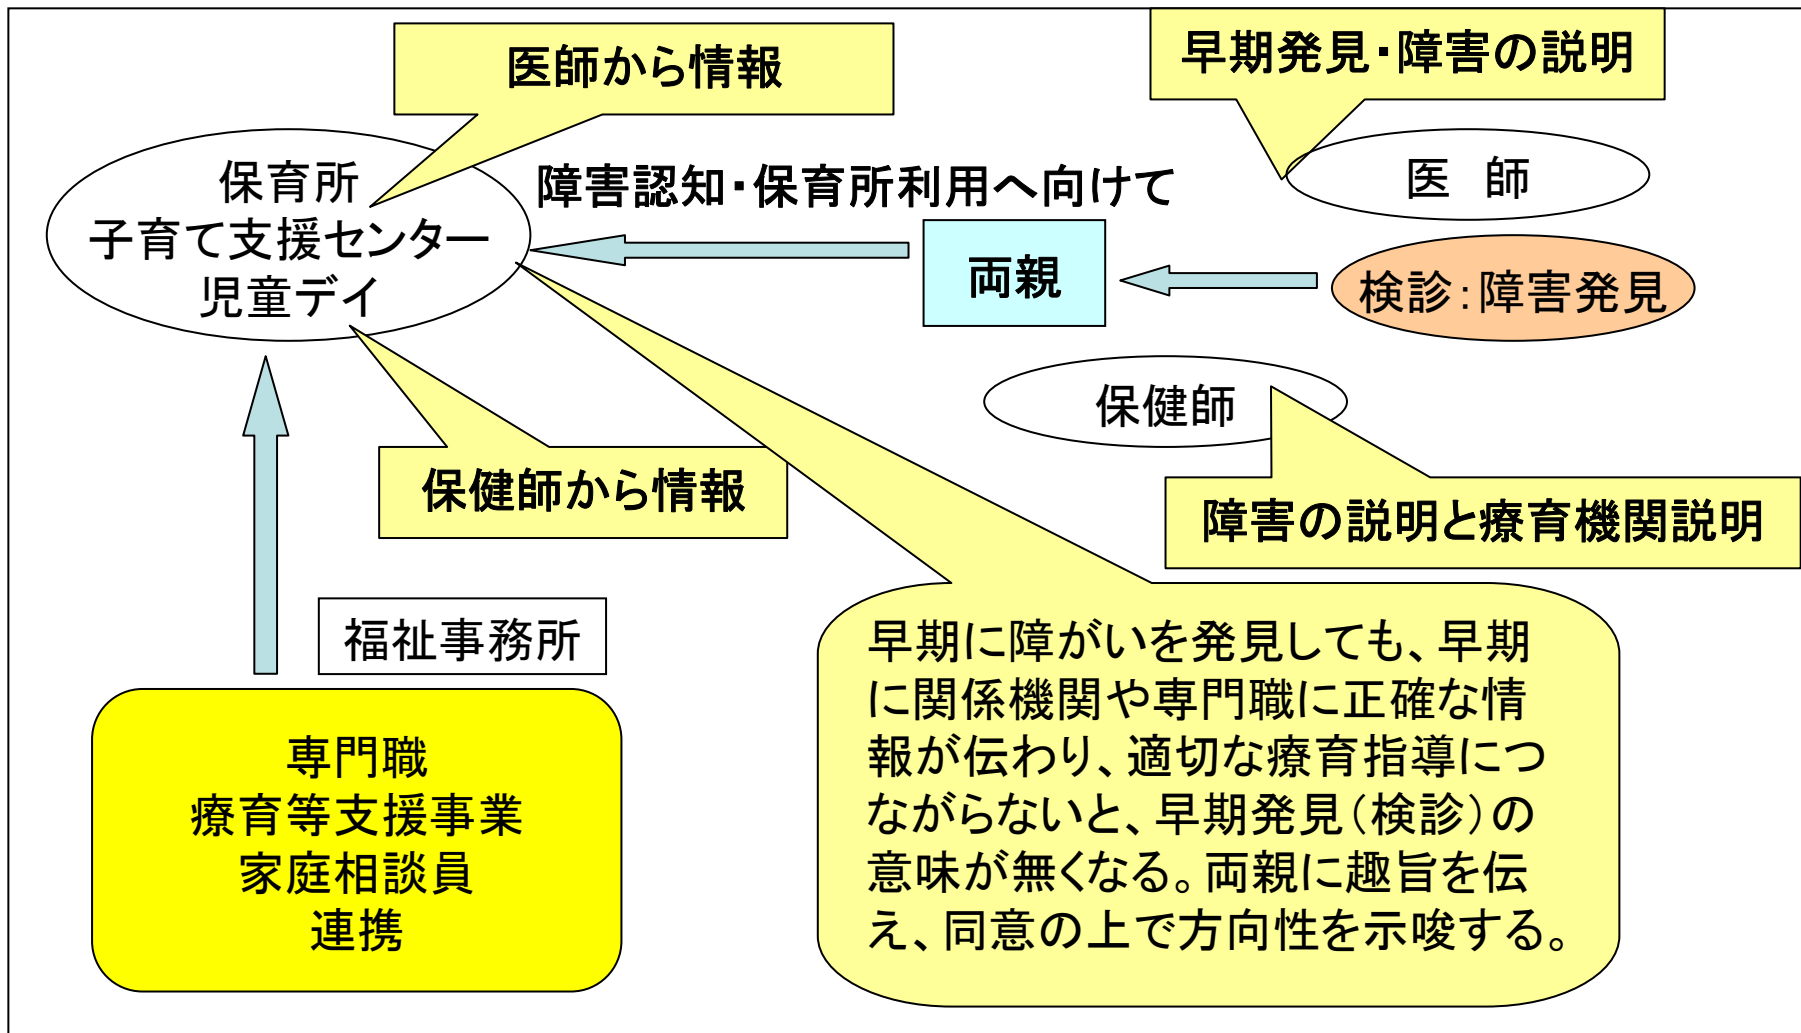 医師から情報
早期発見・障害の説明
保育所
子育て支援センター
児童デイ
障害認知・保育所利用へ向けて
医　師
両親
検診：障害発見
保健師
保健師から情報
障害の説明と療育機関説明
福祉事務所
専門職
療育等支援事業
家庭相談員
連携
早期に障がいを発見しても、早期
に関係機関や専門職に正確な情
報が伝わり、適切な療育指導につ
ながらないと、早期発見（検診）の
意味が無くなる。両親に趣旨を伝
え、同意の上で方向性を示唆する。